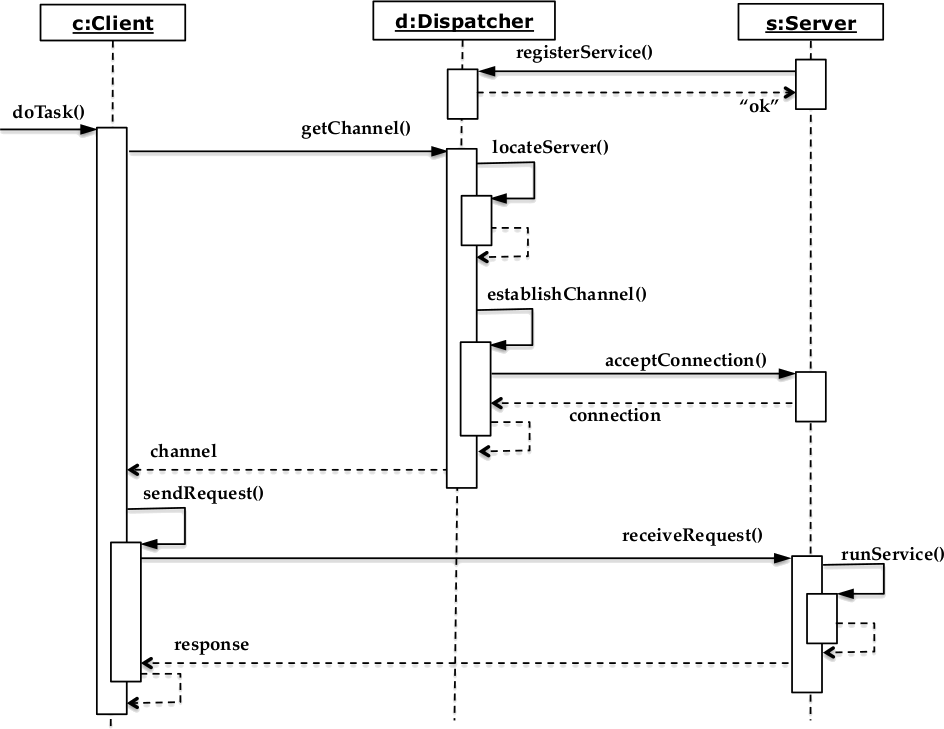 c:Client
d:Dispatcher
s:Server
registerService()
“ok”
doTask()
getChannel()
locateServer()
establishChannel()
acceptConnection()
connection
channel
sendRequest()
receiveRequest()
runService()
response